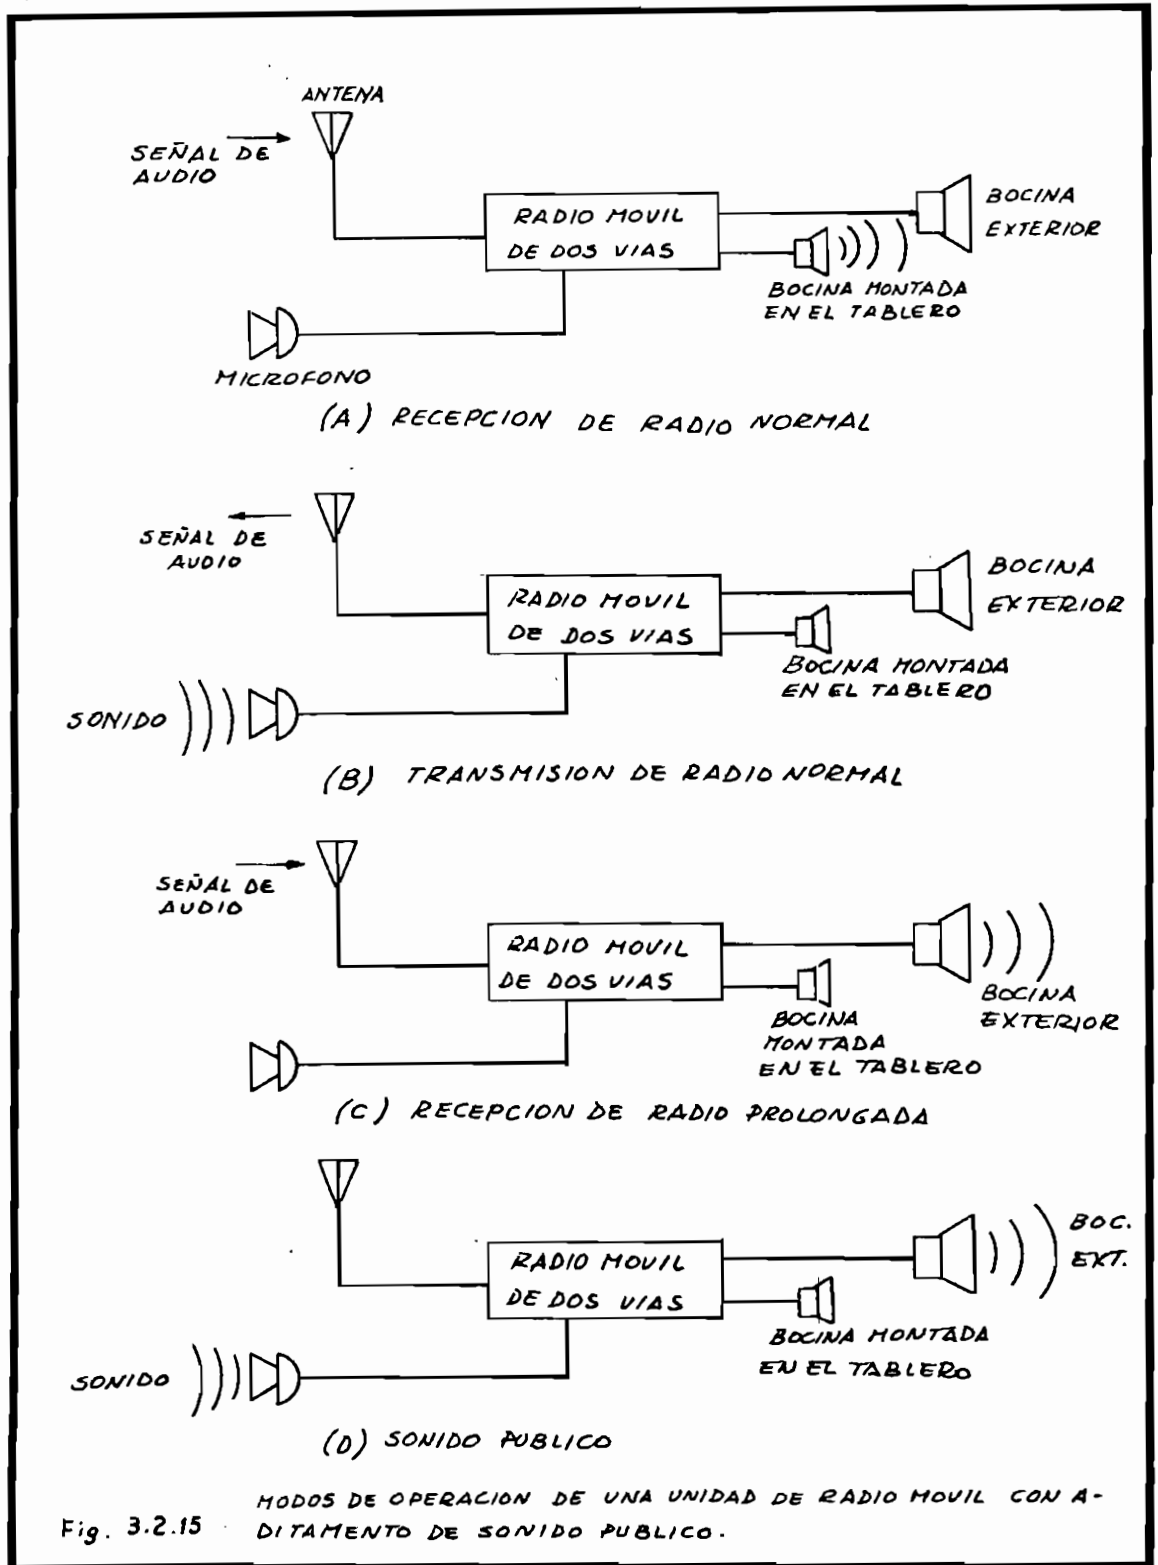 ANTENA
SEÑAL DE
AUDIO
RADIO MOVIL
DE DOS VIAS
BOCINA
EXTERIOR
BOCINA MONTADA
EN EL TABLERO
MICROFONO
(A) RECEPCION DE RADIO NORMAL
SEÑAL DE
AUDIO
RADIO MOVIL
DE DOS VIAS
BOCINA
EXTERIOR
BOCINA MONTADA
EN EL TABLERO
SONIDO
(B) TRANSMISION DE RADIO NORMAL
SEÑAL DE
AUDIO
RADIO MOVIL
DE DOS VIAS
BOCINA
EXTERIOR
BOCINA
MONTADA
EN EL TABLERO
(C) RECEPCION DE RADIO PROLONGADA
RADIO MOVIL
DE DOS VIAS
BOC.
EXT.
BOCINA MONTADA
EN EL TABLERO
SONIDO
(D) SONIDO PUBLICO
MODOS DE OPERACION DE UNA UNIDAD DE RADIO MOVIL CON A-
Fig. 3.2.15 DITAMENTO DE SONIDO PUBLICO.